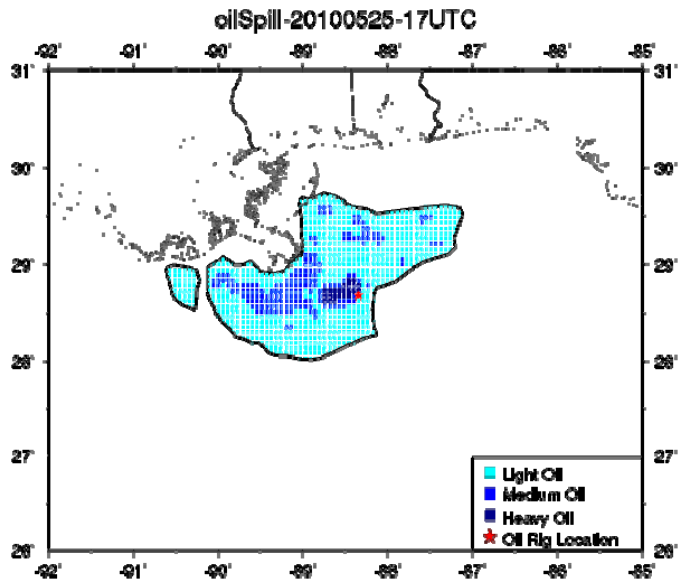 oilSpill-20100525-17UTC
-92 -91 -90 -89 -88 -87 -86 -85
31° 31°
30° 30°
29° 29°
28° 28°
27° 27°
Light Oil
Medium Oil
Heavy Oil
Oil Rig Location
26° 26°
-92 -91 -90 -89 -88 -87 -86 -85